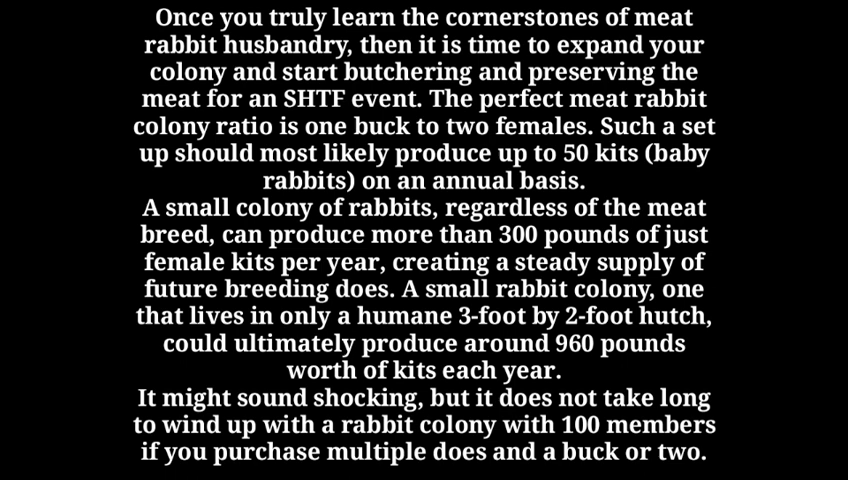 Once you truly learn the cornerstones of meat
rabbit husbandry, then it is time to expand your
colony and start butchering and preserving the
meat for an SHTF event. The perfect meat rabbit
colony ratio is one buck to two females. Such a set
up should most likely produce up to 50 kits (baby
rabbits) on an annual basis.
A small colony of rabbits, regardless of the meat
breed, can produce more than 300 pounds of just
female kits per year, creating a steady supply of
future breeding does. A small rabbit colony, one
that lives in only a humane 3-foot by 2-foot hutch,
could ultimately produce around 960 pounds
worth of kits each year.
It might sound shocking, but it does not take long
to wind up with a rabbit colony with 100 members
if you purchase multiple does and a buck or two.